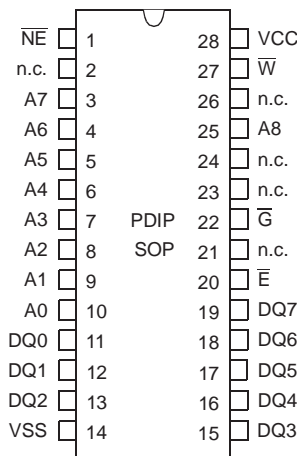 NE 1 28 VCC
n.c. 2 27 W
A7 3 26 n.c.
A6 4 25 A8
A5 5 24 n.c.
A4 6 23 n.c.
A3 7 PDIP 22 G
A2 8 SOP 21 n.c.
A1 9 20 E
A0 10 19 DQ7
DQ0 11 18 DQ6
DQ1 12 17 DQ5
DQ2 13 16 DQ4
VSS 14 15 DQ3